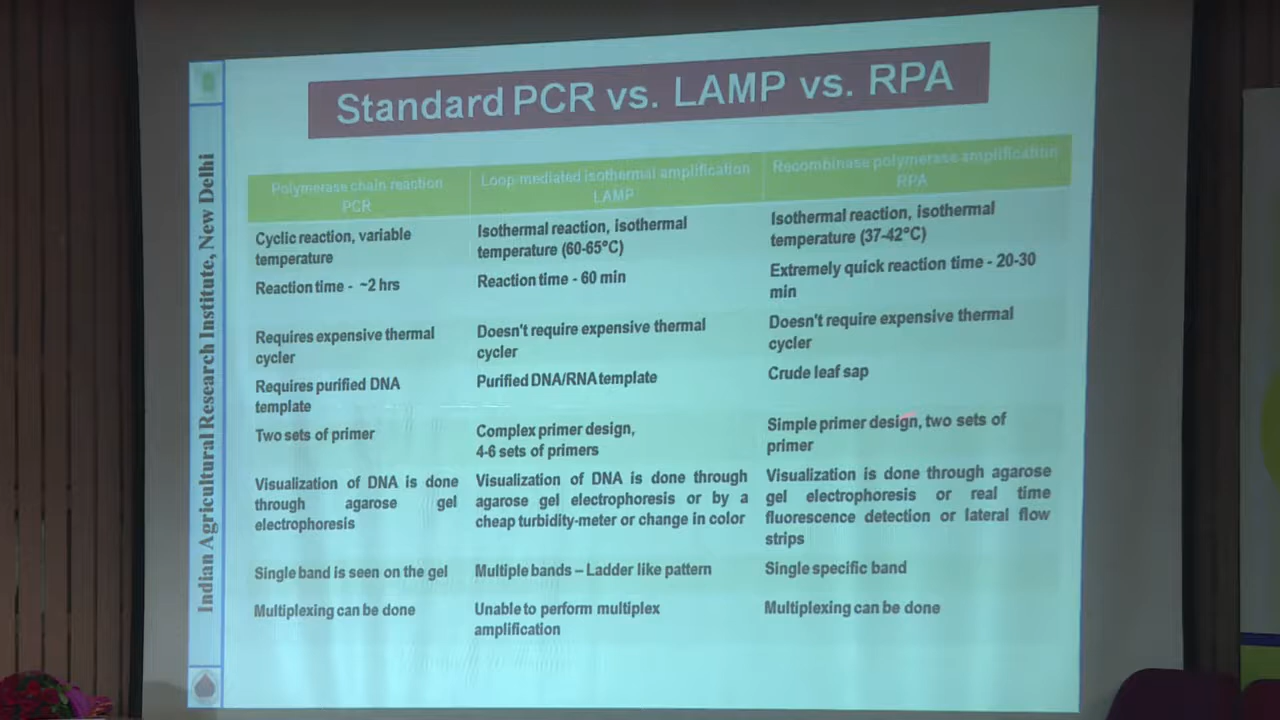 Standard PCR vs. LAMP vs. RPA
Indian Agricultural Research Institute, New Delhi
Polymerase chain reaction
PCR
Loop mediated isothermal amplification
LAMP
Recombinase polymerase amplification
RPA
Cyclic reaction, variable
temperature
Isothermal reaction, isothermal
temperature (60-65°C)
Isothermal reaction, isothermal
temperature (37-42°C)
Reaction time - ~2 hrs
Reaction time - 60 min
Extremely quick reaction time - 20-30
min
Requires expensive thermal
cycler
Doesn't require expensive thermal
cycler
Doesn't require expensive thermal
cycler
Requires purified DNA
template
Purified DNA/RNA template
Crude leaf sap
Two sets of primer
Complex primer design,
4-6 sets of primers
Simple primer design, two sets of
primer
Visualization of DNA is done
through agarose gel
electrophoresis
Visualization of DNA is done through
agarose gel electrophoresis or by a
cheap turbidity-meter or change in color
Visualization is done through agarose
gel electrophoresis or real time
fluorescence detection or lateral flow
strips
Single band is seen on the gel
Multiple bands – Ladder like pattern
Single specific band
Multiplexing can be done
Unable to perform multiplex
amplification
Multiplexing can be done